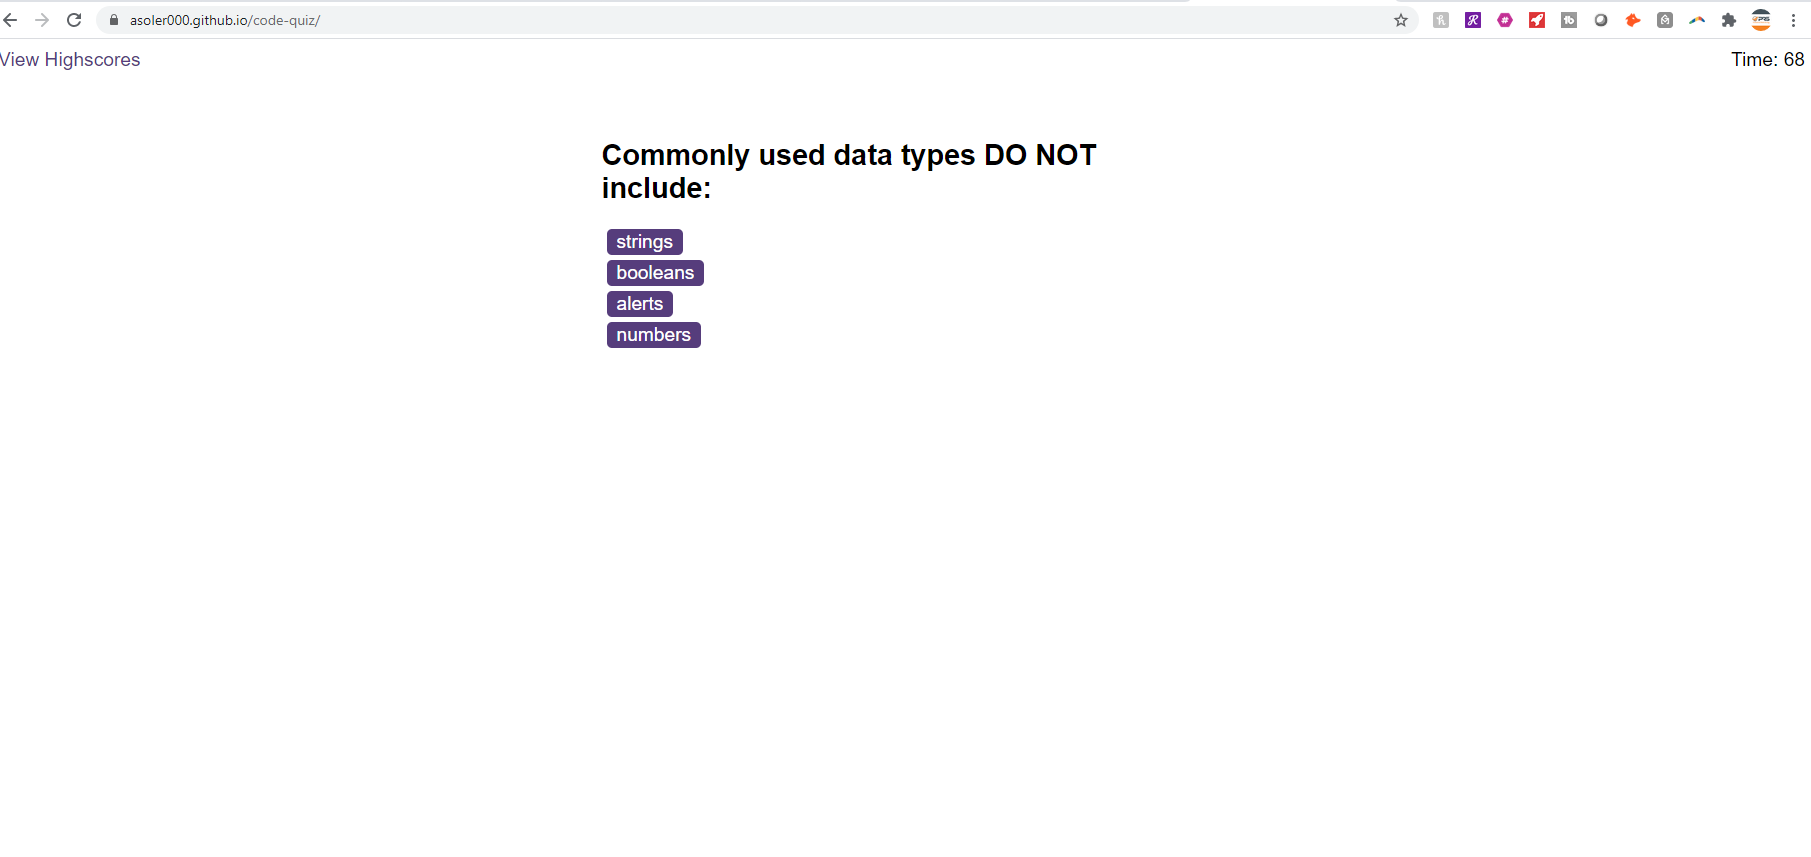 asoler000.github.io/code-quiz/
View Highscores
Time: 68
Commonly used data types DO NOT
include:
strings
booleans
alerts
numbers